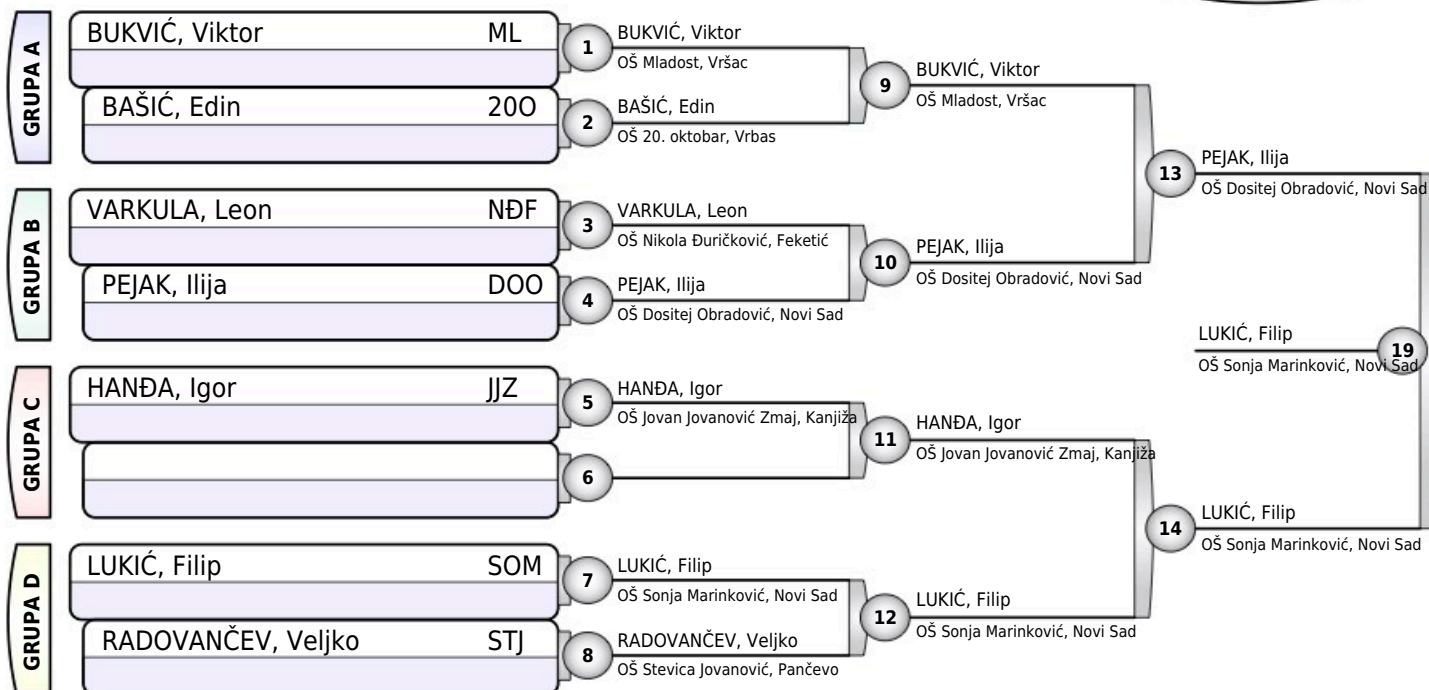 GRUPA A
BUKVIĆ, Viktor ML
BAŠIĆ, Edin 20O
GRUPA B
VARKULA, Leon NĐF
PEJAK, Ilija DOO
GRUPA C
HANĐA, Igor JJZ
GRUPA D
LUKIĆ, Filip SOM
RADOVANČEV, Veljko STJ
1
BUKVIĆ, Viktor
OŠ Mladost, Vršac
2
BAŠIĆ, Edin
OŠ 20. oktobar, Vrbas
3
VARKULA, Leon
OŠ Nikola Đuričković, Feketić
4
PEJAK, Ilija
OŠ Dositej Obradović, Novi Sad
5
HANĐA, Igor
OŠ Jovan Jovanović Zmaj, Kanjiža
6
7
LUKIĆ, Filip
OŠ Sonja Marinković, Novi Sad
8
RADOVANČEV, Veljko
OŠ Stevica Jovanović, Pančevo
9
BUKVIĆ, Viktor
OŠ Mladost, Vršac
10
PEJAK, Ilija
OŠ Dositej Obradović, Novi Sad
11
HANĐA, Igor
OŠ Jovan Jovanović Zmaj, Kanjiža
12
LUKIĆ, Filip
OŠ Sonja Marinković, Novi Sad
13
PEJAK, Ilija
OŠ Dositej Obradović, Novi Sad
14
LUKIĆ, Filip
OŠ Sonja Marinković, Novi Sad
LUKIĆ, Filip
OŠ Sonja Marinković, Novi Sad
19